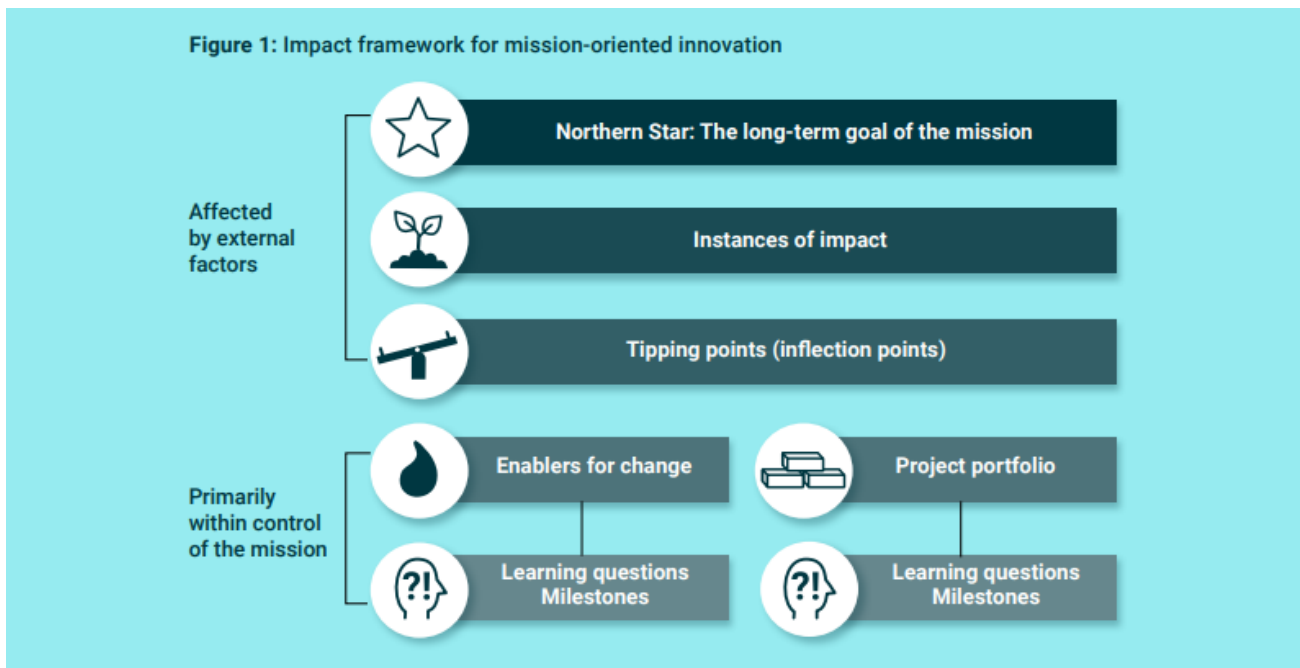 Figure 1: Impact framework for mission-oriented innovation
Northern Star: The long-term goal of the mission
Affected
by external
factors
Instances of impact
Tipping points (inflection points)
Primarily
within control
of the mission
Enablers for change
Project portfolio
?!
Learning questions
Milestones
?!
Learning questions
Milestones